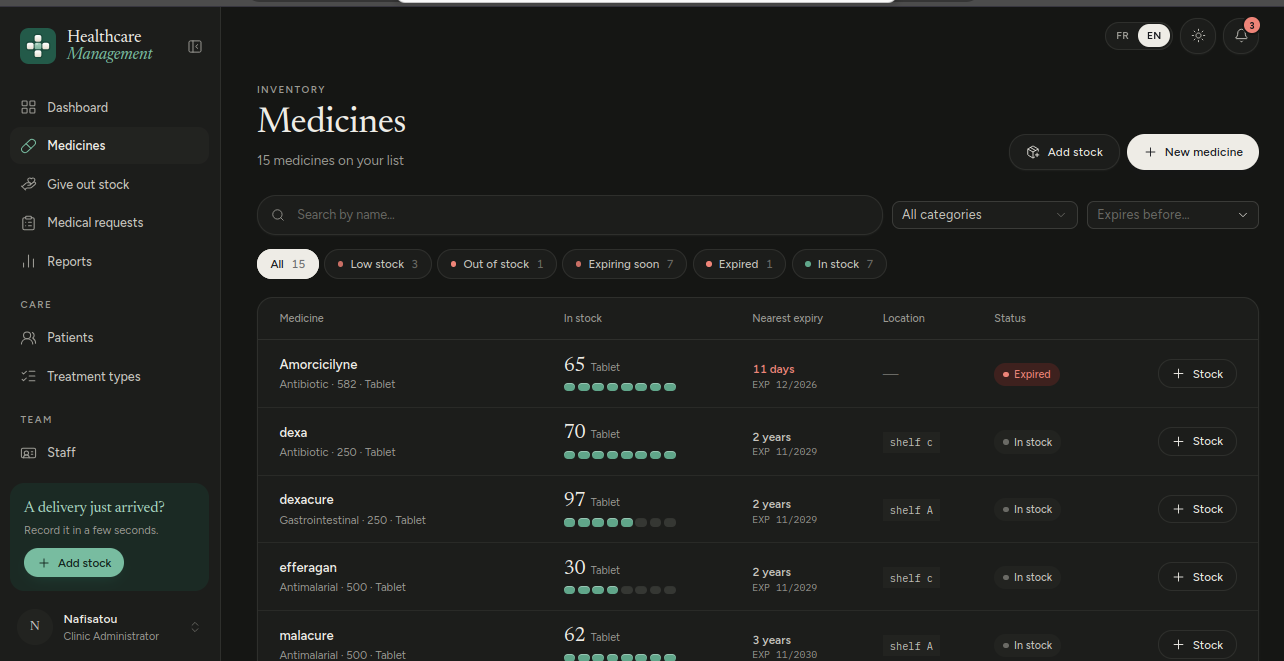 Healthcare
Management
FR EN
3
Dashboard
Medicines
Give out stock
Medical requests
Reports
CARE
Patients
Treatment types
TEAM
Staff
A delivery just arrived?
Record it in a few seconds.
+ Add stock
N
Nafisatou
Clinic Administrator
INVENTORY
Medicines
15 medicines on your list
Add stock
+ New medicine
Search by name...
All categories
Expires before...
All 15
Low stock 3
Out of stock 1
Expiring soon 7
Expired 1
In stock 7
Medicine In stock Nearest expiry Location Status
Amorcicilyne 65 Tablet 11 days — Expired + Stock
Antibiotic · 582 · Tablet EXP 12/2026
dexa 70 Tablet 2 years shelf c In stock + Stock
Antibiotic · 250 · Tablet EXP 11/2029
dexacure 97 Tablet 2 years shelf A In stock + Stock
Gastrointestinal · 250 · Tablet EXP 11/2029
efferagan 30 Tablet 2 years shelf c In stock + Stock
Antimalarial · 500 · Tablet EXP 11/2029
malacure 62 Tablet 3 years shelf A In stock + Stock
Antimalarial · 500 · Tablet EXP 11/2030